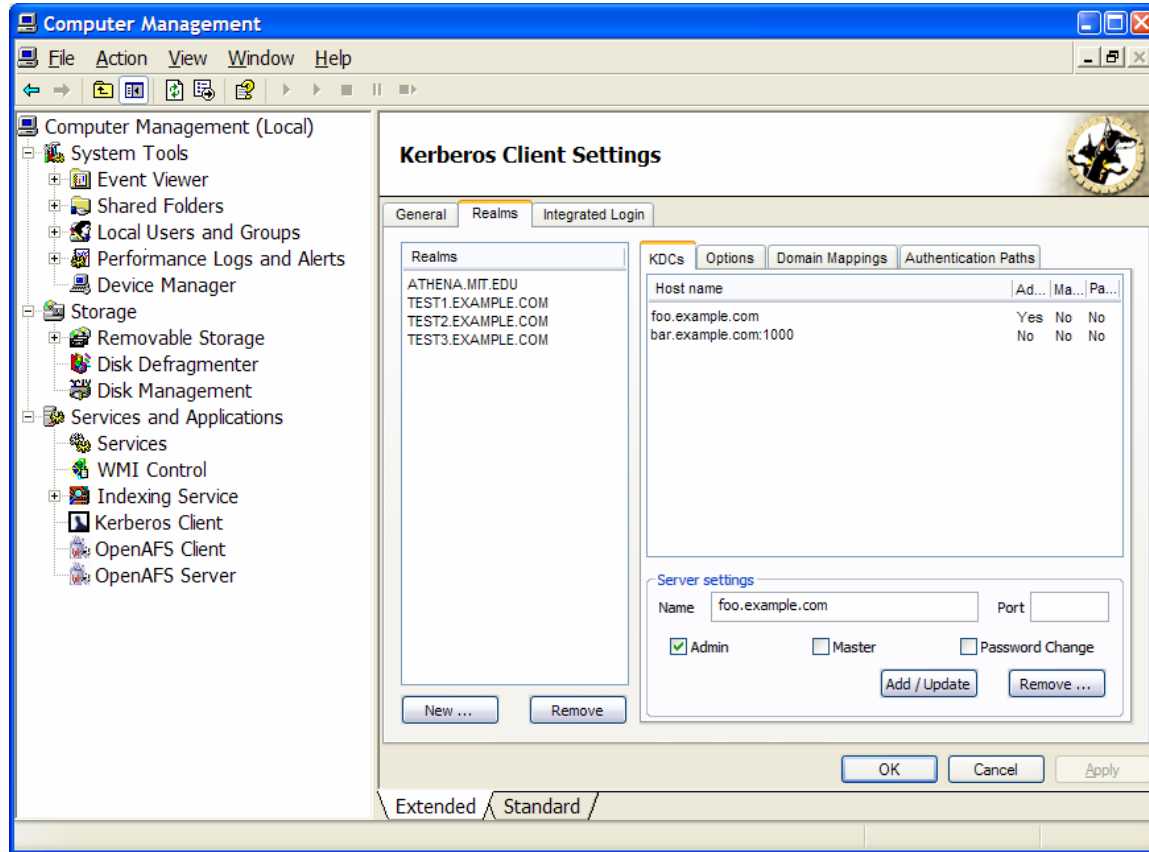 Computer Management
File Action View Window Help
Computer Management (Local)
System Tools
Event Viewer
Shared Folders
Local Users and Groups
Performance Logs and Alerts
Device Manager
Storage
Removable Storage
Disk Defragmenter
Disk Management
Services and Applications
Services
WMI Control
Indexing Service
Kerberos Client
OpenAFS Client
OpenAFS Server
Kerberos Client Settings
General Realms Integrated Login
Realms
ATHENA.MIT.EDU
TEST1.EXAMPLE.COM
TEST2.EXAMPLE.COM
TEST3.EXAMPLE.COM
New ... Remove
KDCs Options Domain Mappings Authentication Paths
Host name Ad... Ma... Pa...
foo.example.com Yes No No
bar.example.com:1000 No No No
Server settings
Name foo.example.com Port
Admin Master Password Change
Add / Update Remove ...
OK Cancel Apply
Extended Standard